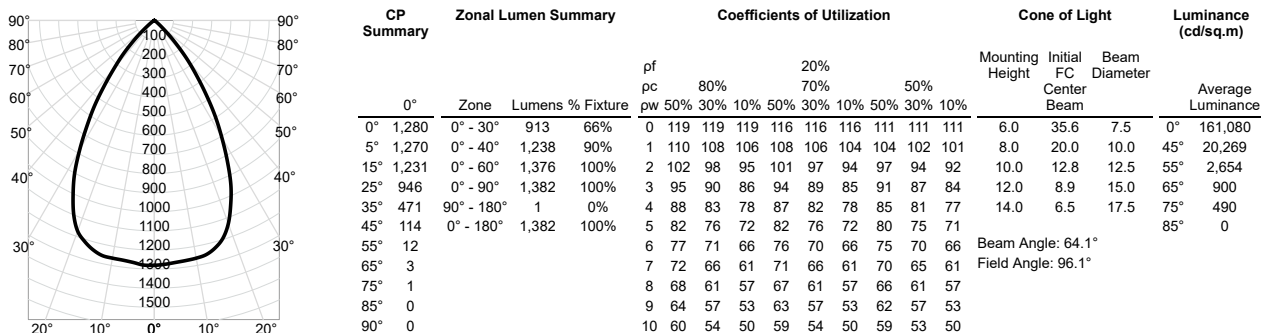 90° 90°
80° 100 80°
70° 200 70°
300
60° 400 60°
500
50° 600 50°
700
800
40° 900 40°
1000
1100
30° 1200 30°
1300
1400
1500
20° 10° 0° 10° 20°
CP Summary
0°
0° 1,280
5° 1,270
15° 1,231
25° 946
35° 471
45° 114
55° 12
65° 3
75° 1
85° 0
90° 0
Zonal Lumen Summary
Zone Lumens % Fixture
0° - 30° 913 66%
0° - 40° 1,238 90%
0° - 60° 1,376 100%
0° - 90° 1,382 100%
90° - 180° 1 0%
0° - 180° 1,382 100%
Coefficients of Utilization
ρf 20%
ρc 80% 70% 50%
ρw 50% 30% 10% 50% 30% 10% 50% 30% 10%
0 119 119 119 116 116 116 111 111 111
1 110 108 106 108 106 104 104 102 101
2 102 98 95 101 97 94 97 94 92
3 95 90 86 94 89 85 91 87 84
4 88 83 78 87 82 78 85 81 77
5 82 76 72 82 76 72 80 75 71
6 77 71 66 76 70 66 75 70 66
7 72 66 61 71 66 61 70 65 61
8 68 61 57 67 61 57 66 61 57
9 64 57 53 63 57 53 62 57 53
10 60 54 50 59 54 50 59 53 50
Cone of Light
Mounting Height Initial FC Center Beam Beam Diameter
6.0 35.6 7.5
8.0 20.0 10.0
10.0 12.8 12.5
12.0 8.9 15.0
14.0 6.5 17.5
Beam Angle: 64.1°
Field Angle: 96.1°
Luminance (cd/sq.m)
Average Luminance
0° 161,080
45° 20,269
55° 2,654
65° 900
75° 490
85° 0